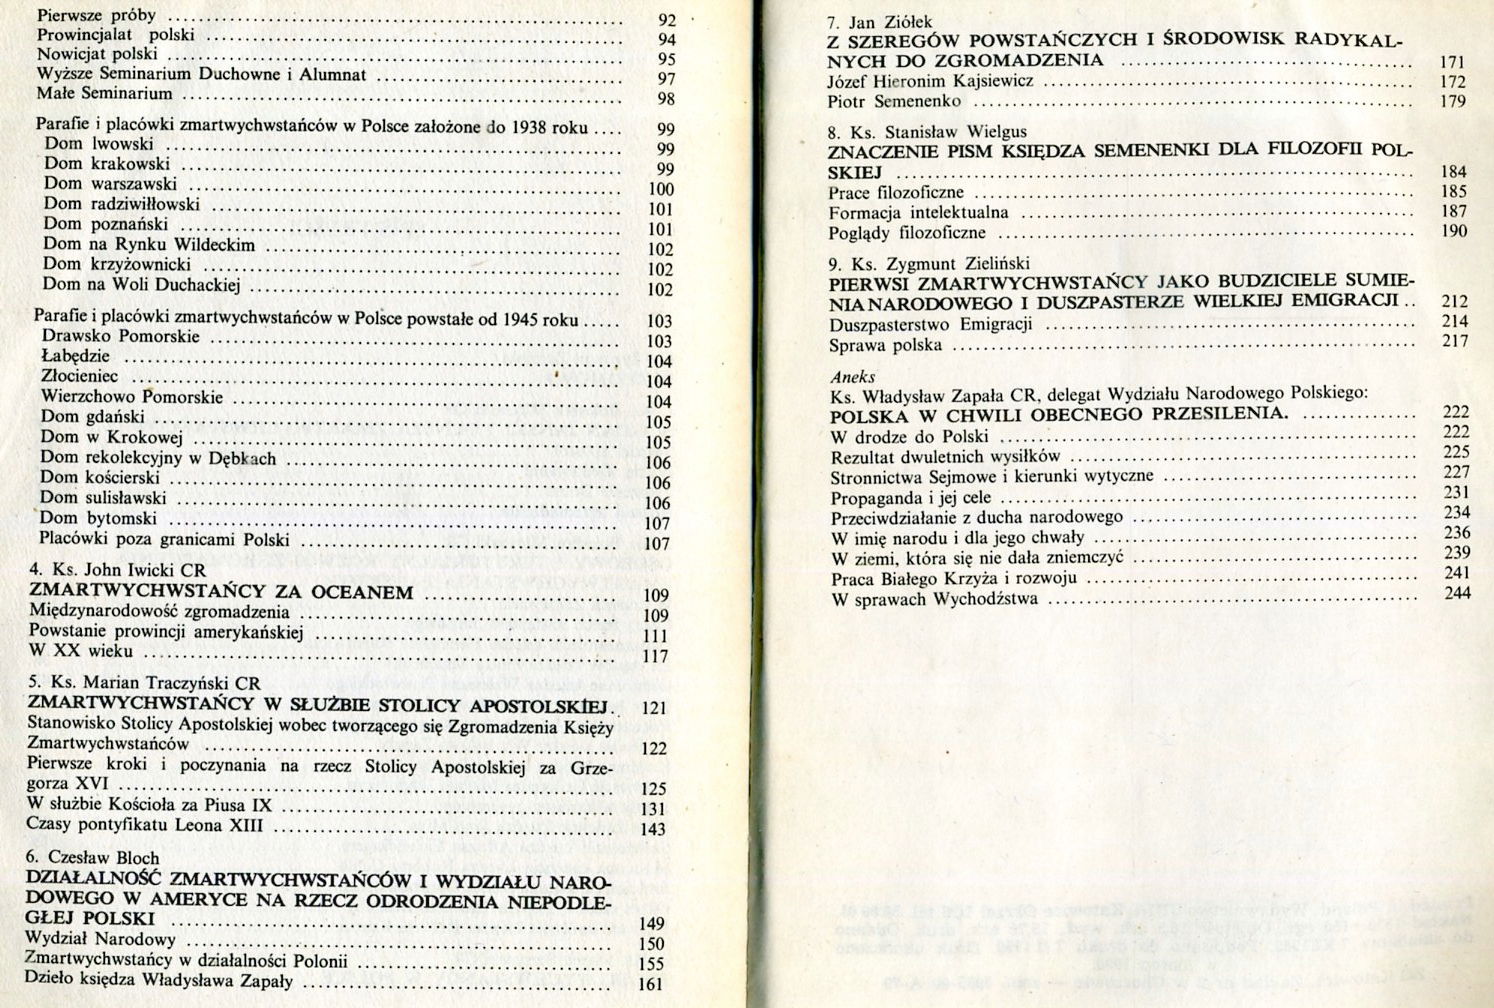 Pierwsze próby ........ 92
Prowincjalat polski ........ 94
Nowicjat polski ........ 95
Wyższe Seminarium Duchowne i Alumnat ........ 97
Małe Seminarium ........ 98
Parafie i placówki zmartwychwstańców w Polsce założone do 1938 roku .... 99
Dom lwowski ........ 99
Dom krakowski ........ 99
Dom warszawski ........ 100
Dom radziwiłłowski ........ 101
Dom poznański ........ 101
Dom na Rynku Wildeckim ........ 102
Dom krzyżownicki ........ 102
Dom na Woli Duchackiej ........ 102
Parafie i placówki zmartwychwstańców w Polsce powstałe od 1945 roku ..... 103
Drawsko Pomorskie ........ 103
Łabędzie ........ 104
Złocieniec ........ 104
Wierzchowo Pomorskie ........ 104
Dom gdański ........ 105
Dom w Krokowej ........ 105
Dom rekolekcyjny w Dębkach ........ 106
Dom kościerski ........ 106
Dom sulisławski ........ 106
Dom bytomski ........ 107
Placówki poza granicami Polski ........ 107
4. Ks. John Iwicki CR
ZMARTWYCHWSTAŃCY ZA OCEANEM ........ 109
Międzynarodowość zgromadzenia ........ 109
Powstanie prowincji amerykańskiej ........ 111
W XX wieku ........ 117
5. Ks. Marian Traczyński CR
ZMARTWYCHWSTAŃCY W SŁUŻBIE STOLICY APOSTOLSKIEJ. 121
Stanowisko Stolicy Apostolskiej wobec tworzącego się Zgromadzenia Księży
Zmartwychwstańców ........ 122
Pierwsze kroki i poczynania na rzecz Stolicy Apostolskiej za Grze-
gorza XVI ........ 125
W służbie Kościoła za Piusa IX ........ 131
Czasy pontyfikatu Leona XIII ........ 143
6. Czesław Bloch
DZIAŁALNOŚĆ ZMARTWYCHWSTAŃCÓW I WYDZIAŁU NARO-
DOWEGO W AMERYCE NA RZECZ ODRODZENIA NIEPODLE-
GŁEJ POLSKI ........ 149
Wydział Narodowy ........ 150
Zmartwychwstańcy w działalności Polonii ........ 155
Dzieło księdza Władysława Zapały ........ 161
7. Jan Ziółek
Z SZEREGÓW POWSTAŃCZYCH I ŚRODOWISK RADYKAL-
NYCH DO ZGROMADZENIA ........ 171
Józef Hieronim Kajsiewicz ........ 172
Piotr Semenenko ........ 179
8. Ks. Stanisław Wielgus
ZNACZENIE PISM KSIĘDZA SEMENENKI DLA FILOZOFII POL-
SKIEJ ........ 184
Prace filozoficzne ........ 185
Formacja intelektualna ........ 187
Poglądy filozoficzne ........ 190
9. Ks. Zygmunt Zieliński
PIERWSI ZMARTWYCHWSTAŃCY JAKO BUDZICIELE SUMIE-
NIA NARODOWEGO I DUSZPASTERZE WIELKIEJ EMIGRACJI .. 212
Duszpasterstwo Emigracji ........ 214
Sprawa polska ........ 217
Aneks
Ks. Władysław Zapała CR, delegat Wydziału Narodowego Polskiego:
POLSKA W CHWILI OBECNEGO PRZESILENIA. ........ 222
W drodze do Polski ........ 222
Rezultat dwuletnich wysiłków ........ 225
Stronnictwa Sejmowe i kierunki wytyczne ........ 227
Propaganda i jej cele ........ 231
Przeciwdziałanie z ducha narodowego ........ 234
W imię narodu i dla jego chwały ........ 236
W ziemi, która się nie dała zniemczyć ........ 239
Praca Białego Krzyża i rozwoju ........ 241
W sprawach Wychodźstwa ........ 244